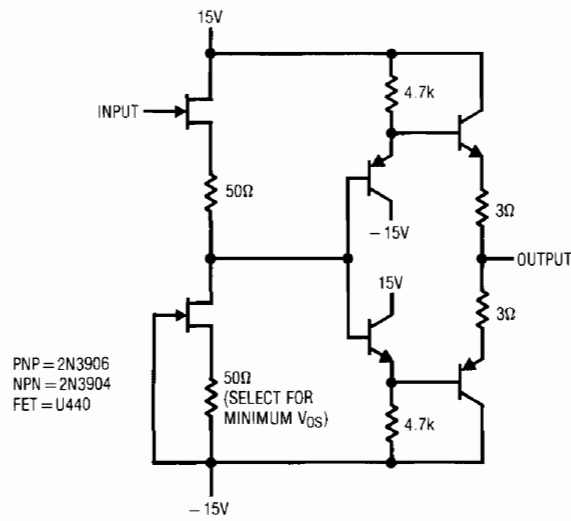 15V
4.7k
INPUT
50Ω
3Ω
−15V
OUTPUT
15V
3Ω
PNP = 2N3906
NPN = 2N3904
FET = U440
50Ω
(SELECT FOR
MINIMUM VOS)
4.7k
−15V